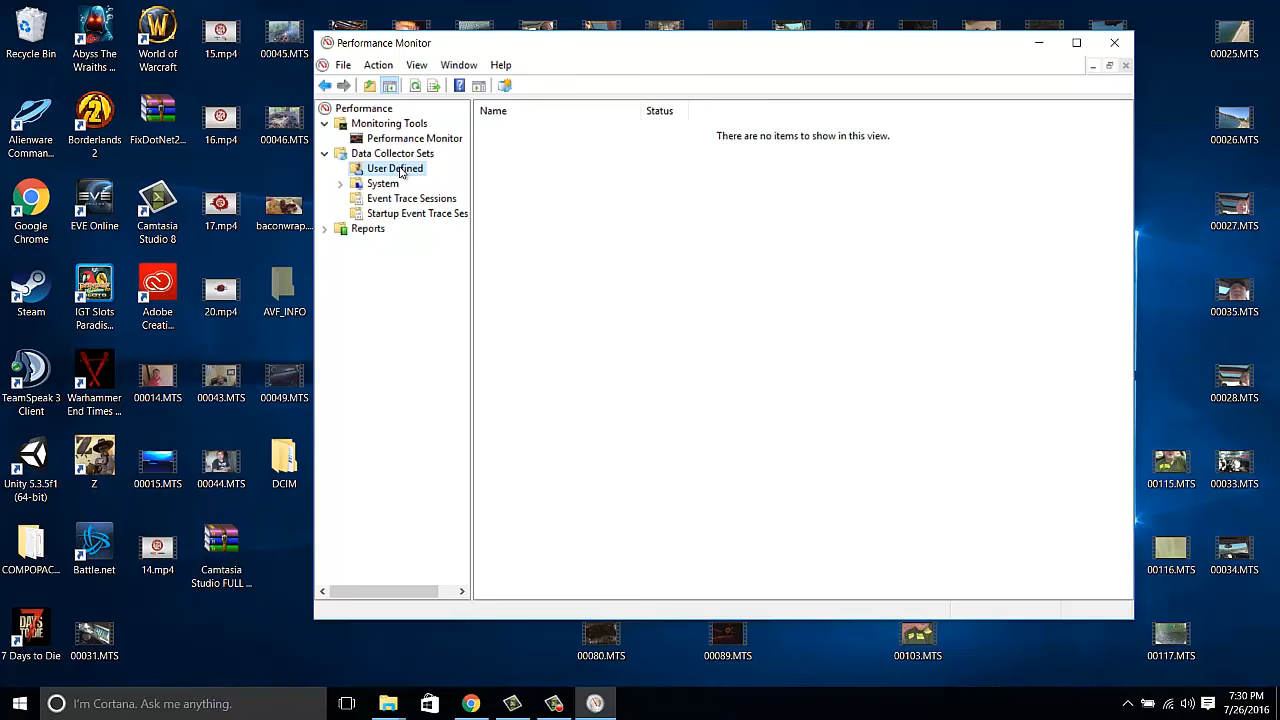 Performance Monitor
File Action View Window Help
Performance
Monitoring Tools
Performance Monitor
Data Collector Sets
User Defined
System
Event Trace Sessions
Startup Event Trace Ses
Reports
Name Status
There are no items to show in this view.
Recycle Bin
Abyss The Wraiths ...
World of Warcraft
15.mp4
00045.MTS
00025.MTS
Alienware Comman...
Borderlands 2
FixDotNet2...
16.mp4
00046.MTS
00026.MTS
Google Chrome
EVE Online
Camtasia Studio 8
17.mp4
baconwrap...
00027.MTS
Steam
IGT Slots Paradis...
Adobe Creati...
20.mp4
AVF_INFO
00035.MTS
TeamSpeak 3 Client
Warhammer End Times ...
00014.MTS
00043.MTS
00049.MTS
00028.MTS
Unity 5.3.5f1 (64-bit)
Z
00015.MTS
00044.MTS
DCIM
00115.MTS
00033.MTS
COMPOPAC...
Battle.net
14.mp4
Camtasia Studio FULL ...
00116.MTS
00034.MTS
7 Days to Die
00031.MTS
00080.MTS
00089.MTS
00103.MTS
00117.MTS
I'm Cortana. Ask me anything.
7:30 PM
7/26/2016